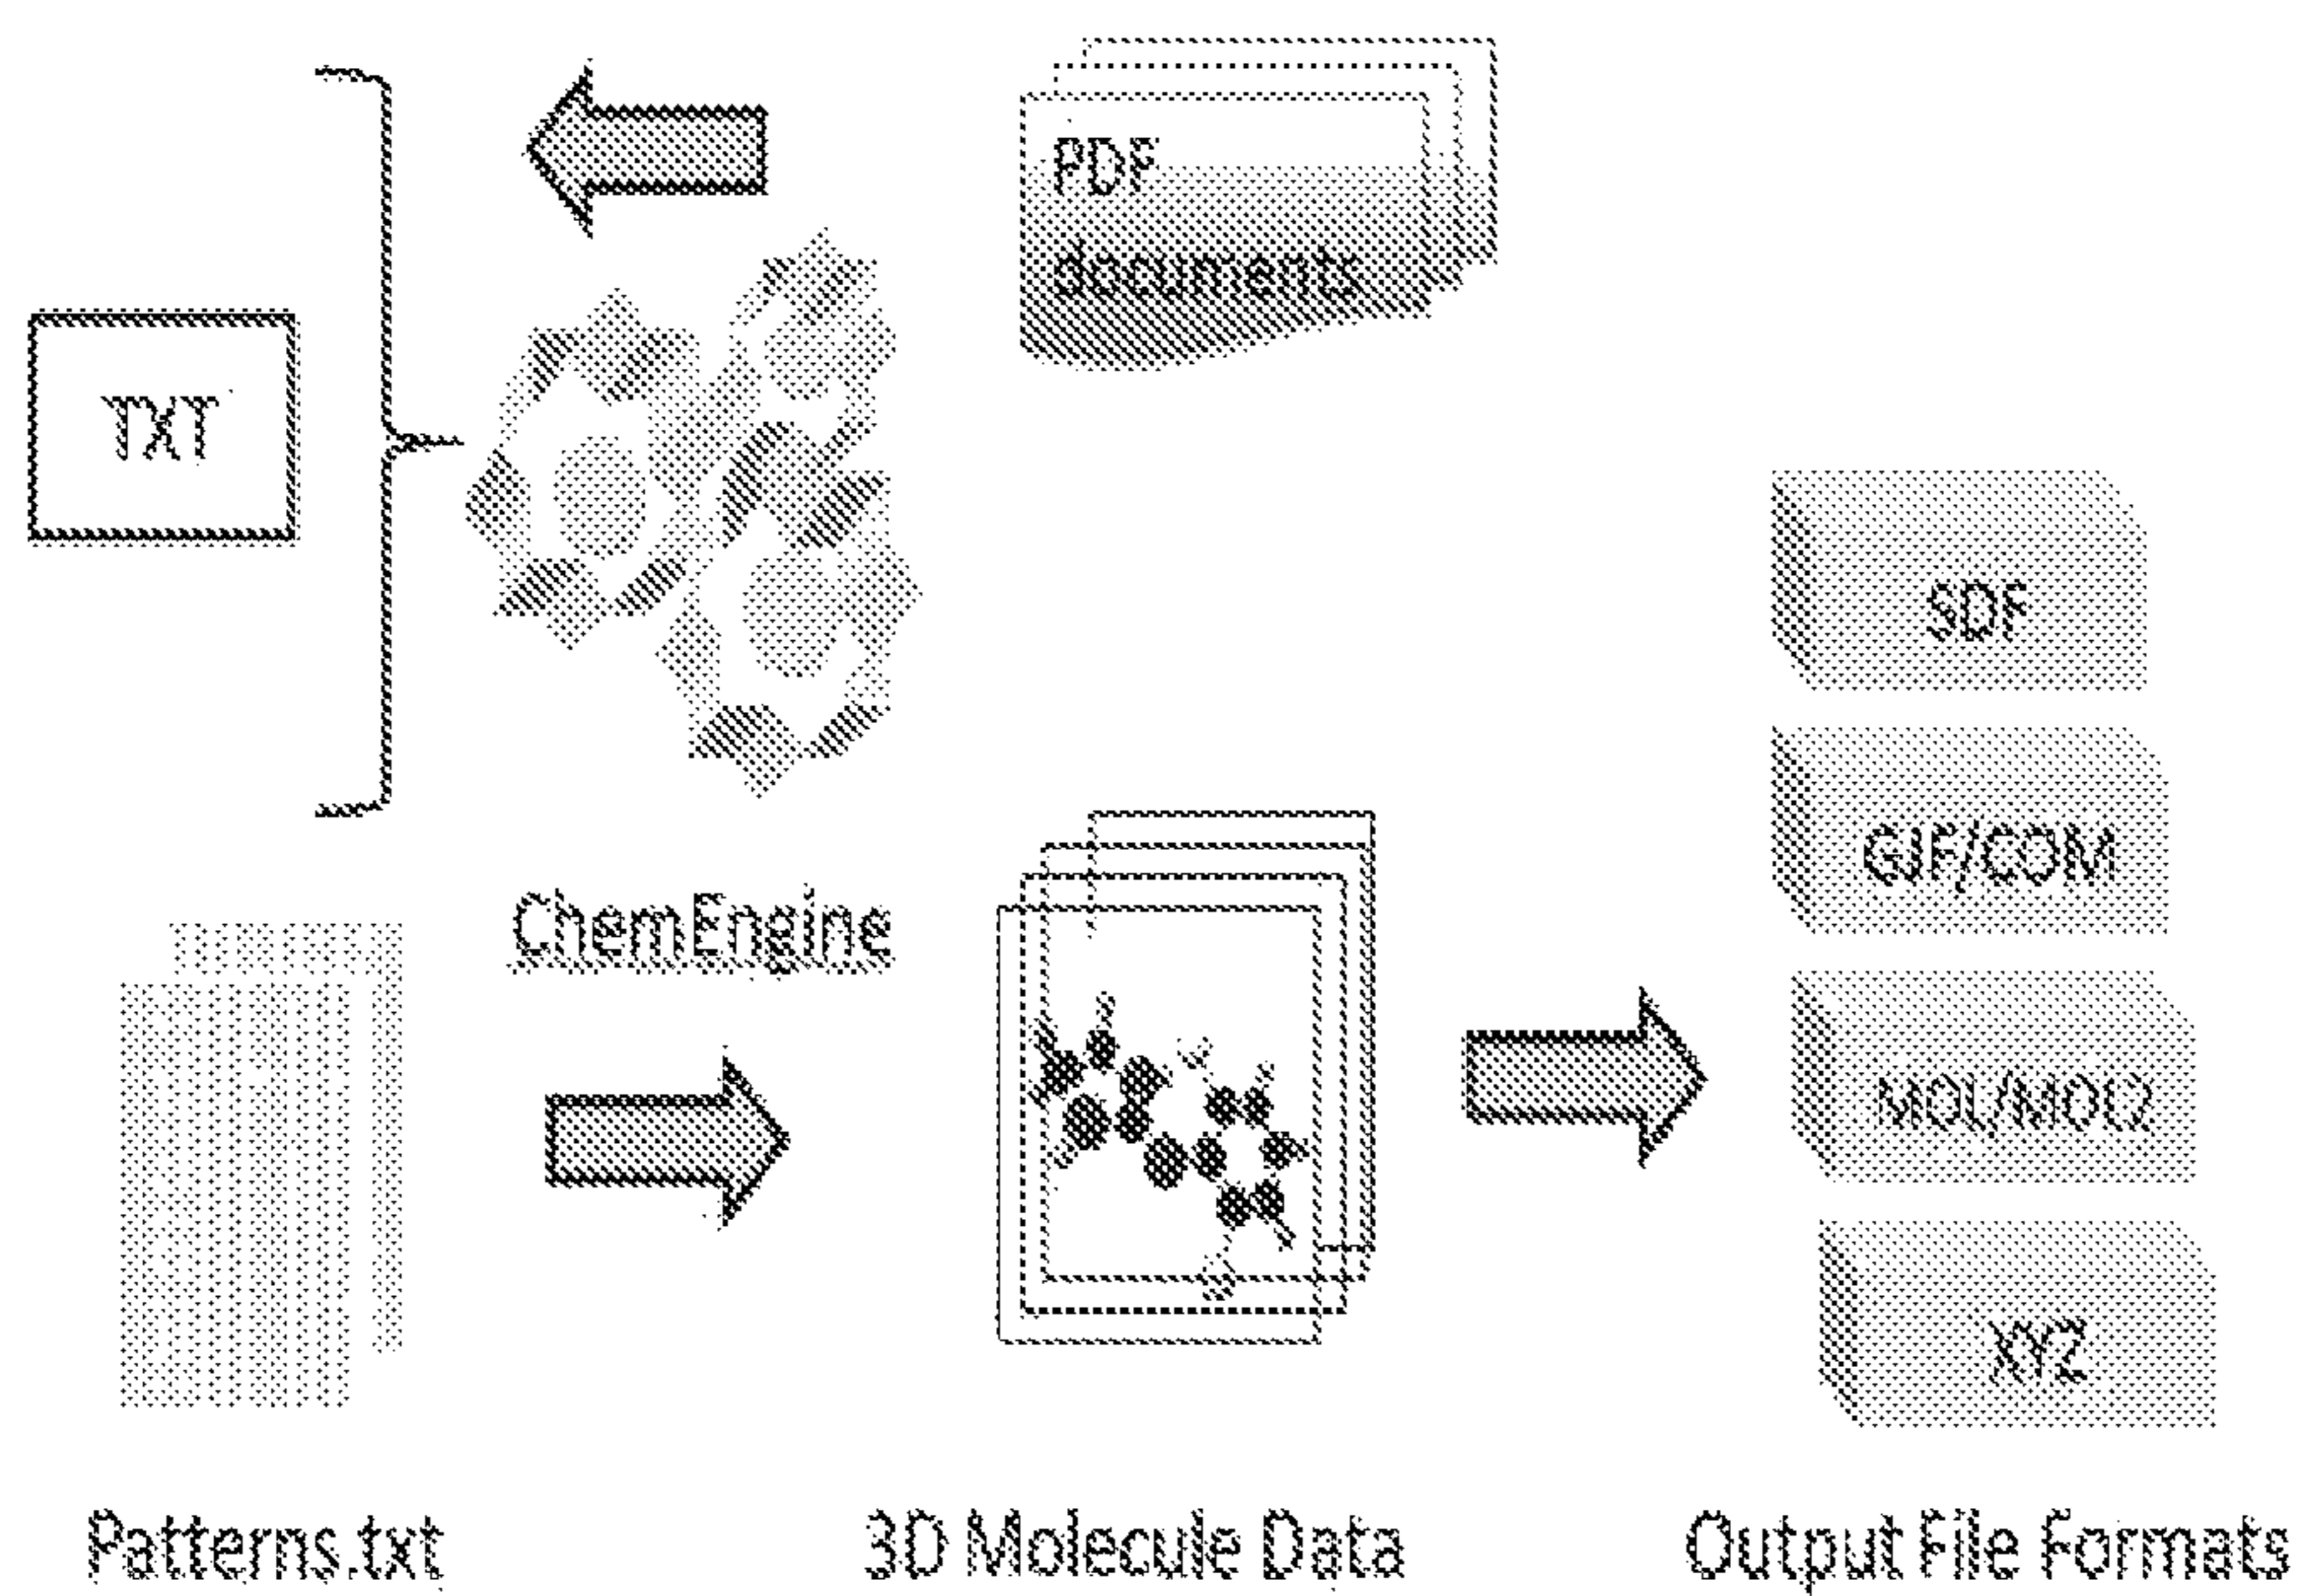 PDF
documents
TXT
SDF
GJF/COM
ChemEngine
MOL/MOL2
XYZ
Patterns.txt
3D Molecule Data
Output File Formats